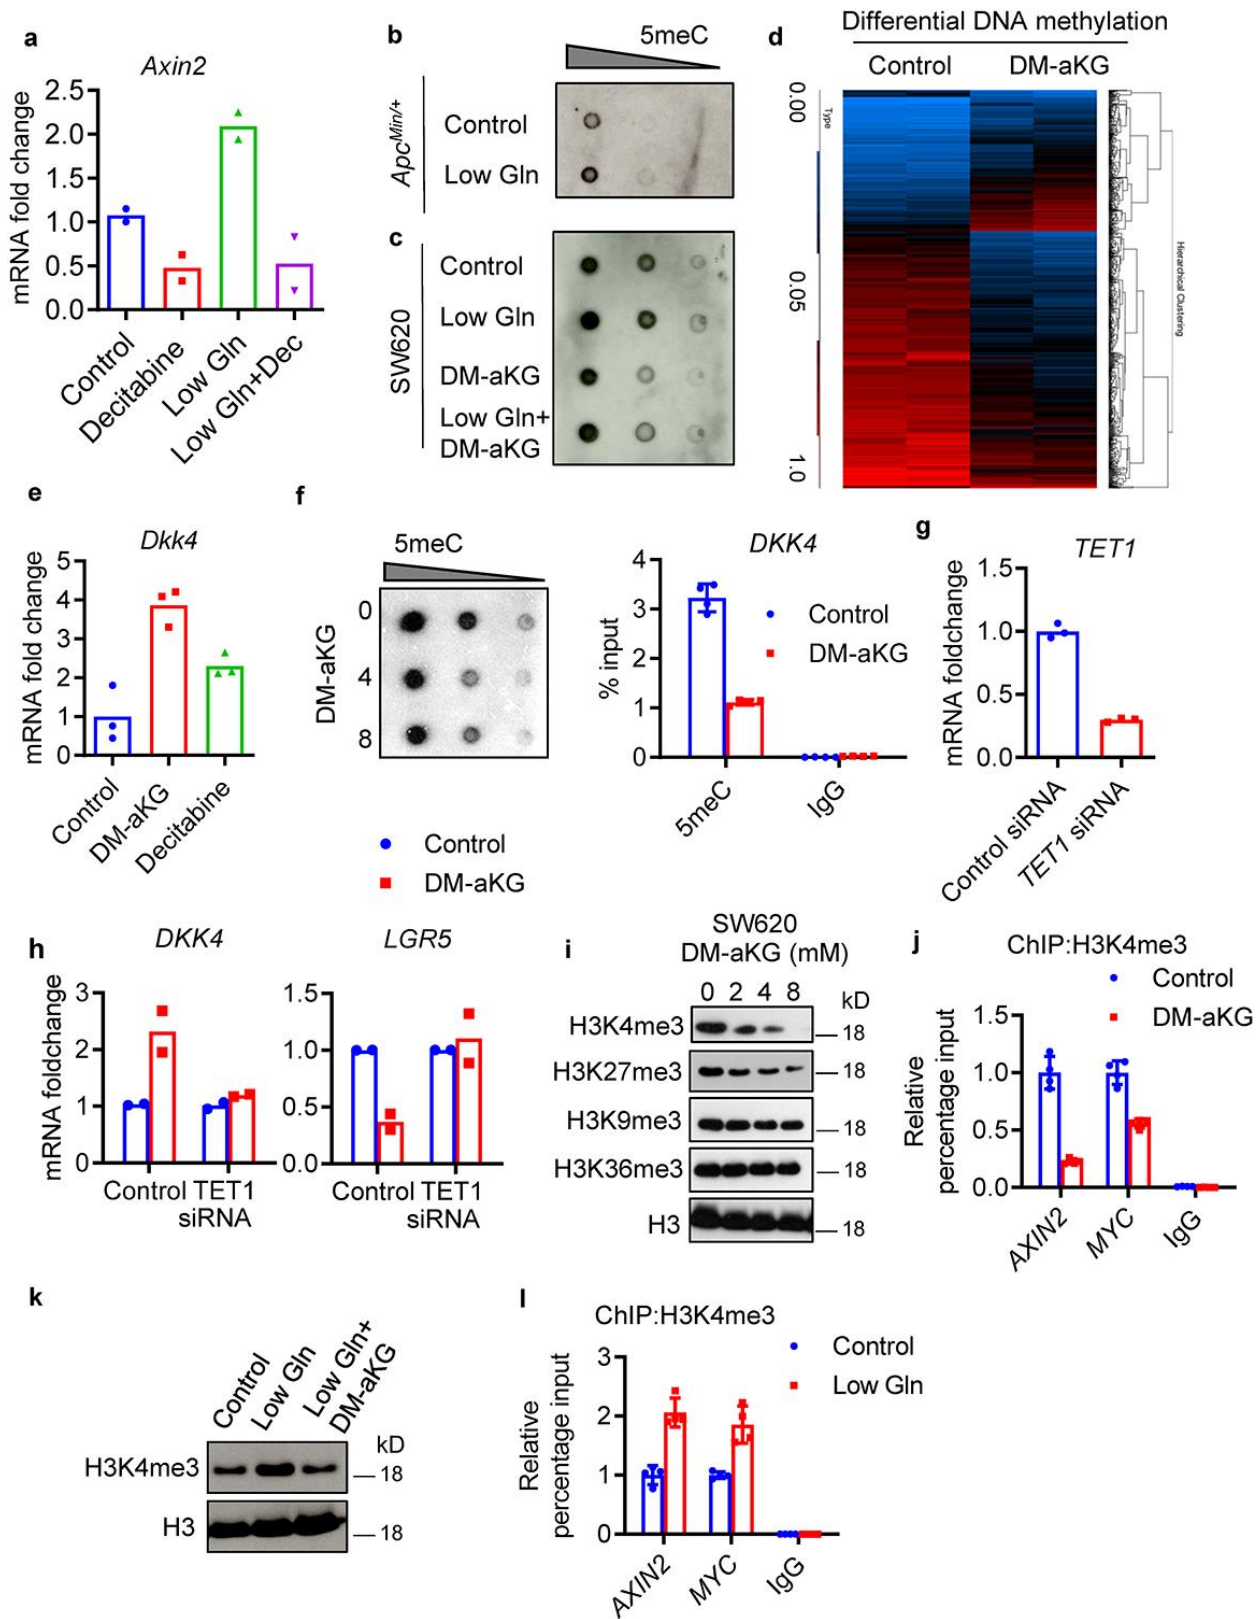 a
Axin2
mRNA fold change
2.5
2.0
1.5
1.0
0.5
0.0
Control
Decitabine
Low Gln
Low Gln+Dec
b
5meC
ApcMin/+
Control
Low Gln
c
SW620
Control
Low Gln
DM-aKG
Low Gln+
DM-aKG
d
Differential DNA methylation
Control
DM-aKG
0.00
0.05
1.0
Type
Hierarchical Clustering
e
Dkk4
mRNA fold change
5
4
3
2
1
0
Control
DM-aKG
Decitabine
f
5meC
DM-aKG
0
4
8
DKK4
% input
4
3
2
1
0
Control
DM-aKG
5meC
IgG
g
TET1
mRNA foldchange
1.5
1.0
0.5
0.0
Control siRNA
TET1 siRNA
Control
DM-aKG
h
DKK4
mRNA foldchange
3
2
1
0
Control TET1
siRNA
LGR5
1.5
1.0
0.5
0.0
Control TET1
siRNA
i
SW620
DM-aKG (mM)
0 2 4 8
kD
H3K4me3
18
H3K27me3
18
H3K9me3
18
H3K36me3
18
H3
18
j
ChIP:H3K4me3
Control
DM-aKG
Relative
percentage input
1.5
1.0
0.5
0.0
AXIN2
MYC
IgG
k
Control
Low Gln
Low Gln+
DM-aKG
kD
H3K4me3
18
H3
18
l
ChIP:H3K4me3
Control
Low Gln
Relative
percentage input
3
2
1
0
AXIN2
MYC
IgG